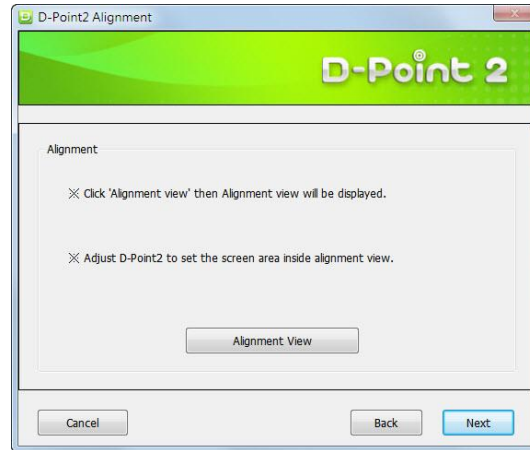 D-Point2 Alignment
D-Point 2
Alignment
※ Click 'Alignment view' then Alignment view will be displayed.
※ Adjust D-Point2 to set the screen area inside alignment view.
Alignment View
Cancel Back Next